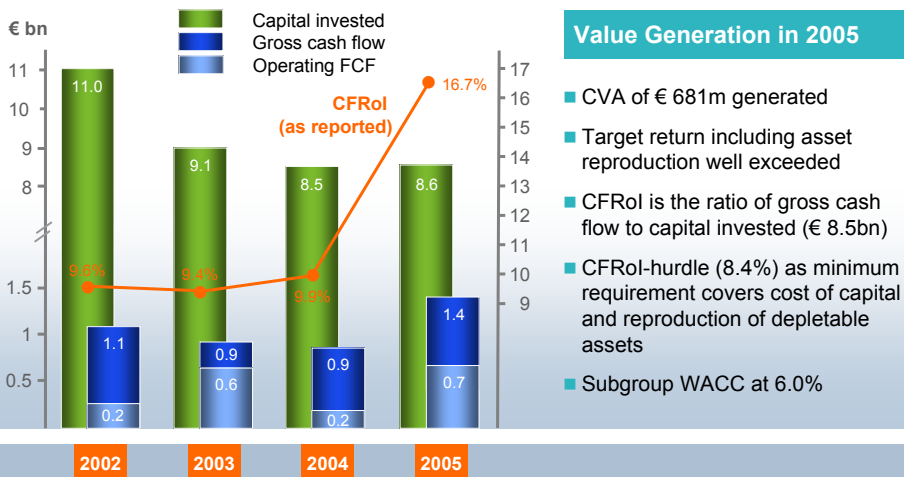 € bn
Capital invested
Gross cash flow
Operating FCF
11
10
9
8
1.5
1
0.5
11.0
9.1
8.5
8.6
CFRoI
(as reported)
9.6%
9.4%
9.9%
16.7%
1.1
0.2
0.9
0.6
0.9
0.2
1.4
0.7
17
16
15
14
13
12
11
10
9
2002
2003
2004
2005
Value Generation in 2005
CVA of € 681m generated
Target return including asset
reproduction well exceeded
CFRoI is the ratio of gross cash
flow to capital invested (€ 8.5bn)
CFRoI-hurdle (8.4%) as minimum
requirement covers cost of capital
and reproduction of depletable
assets
Subgroup WACC at 6.0%